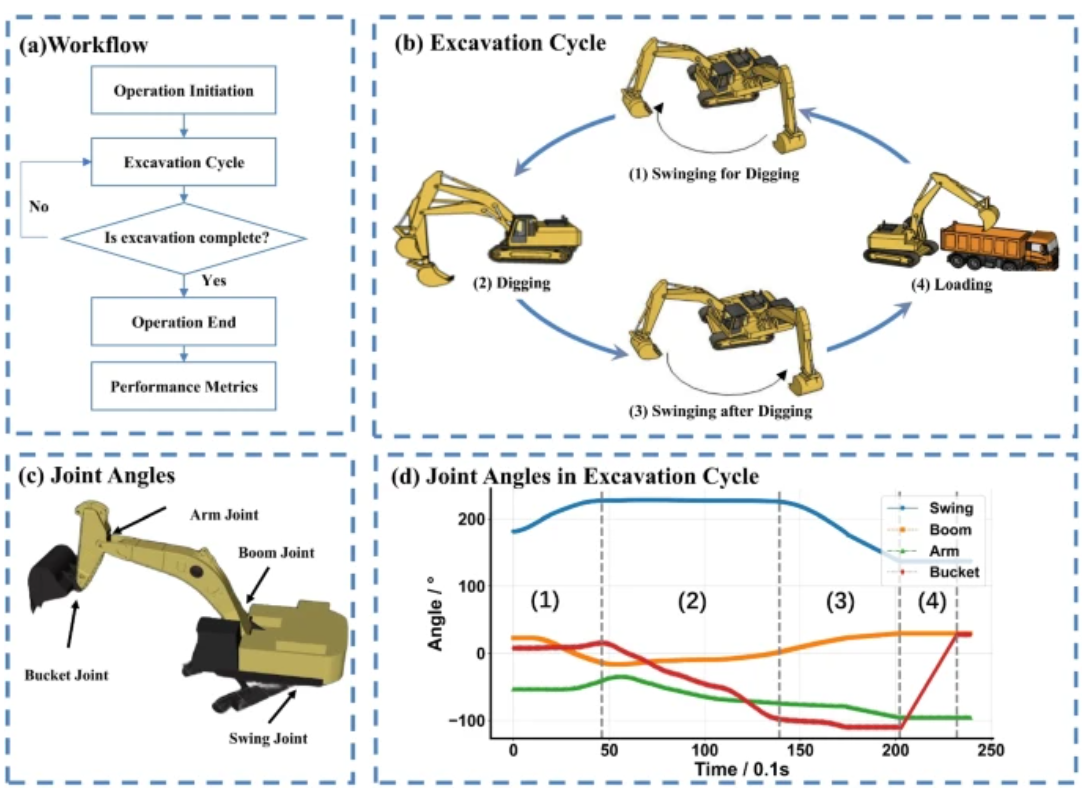 (a)Workflow
Operation Initiation
Excavation Cycle
No
Is excavation complete?
Yes
Operation End
Performance Metrics
(b) Excavation Cycle
(1) Swinging for Digging
(2) Digging
(4) Loading
(3) Swinging after Digging
(c) Joint Angles
Arm Joint
Boom Joint
Bucket Joint
Swing Joint
(d) Joint Angles in Excavation Cycle
Angle / °
200
100
0
−100
(1)
(2)
(3)
(4)
Swing
Boom
Arm
Bucket
0 50 100 150 200 250
Time / 0.1s